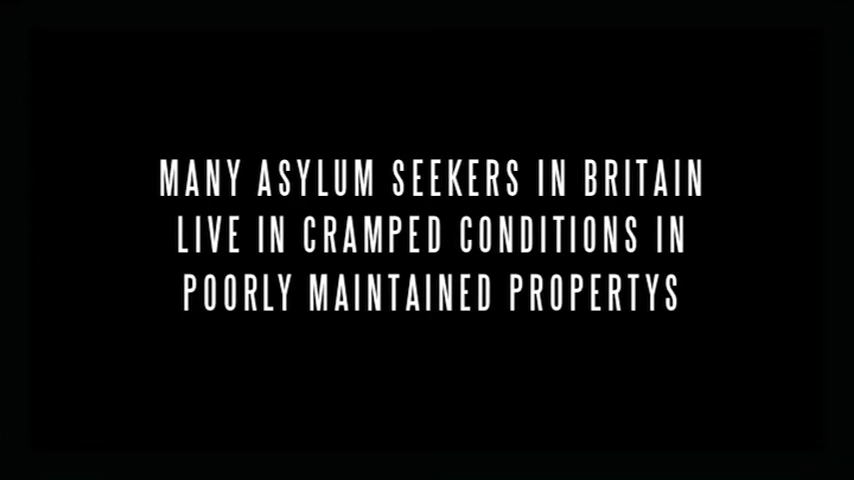 MANY ASYLUM SEEKERS IN BRITAIN
LIVE IN CRAMPED CONDITIONS IN
POORLY MAINTAINED PROPERTYS